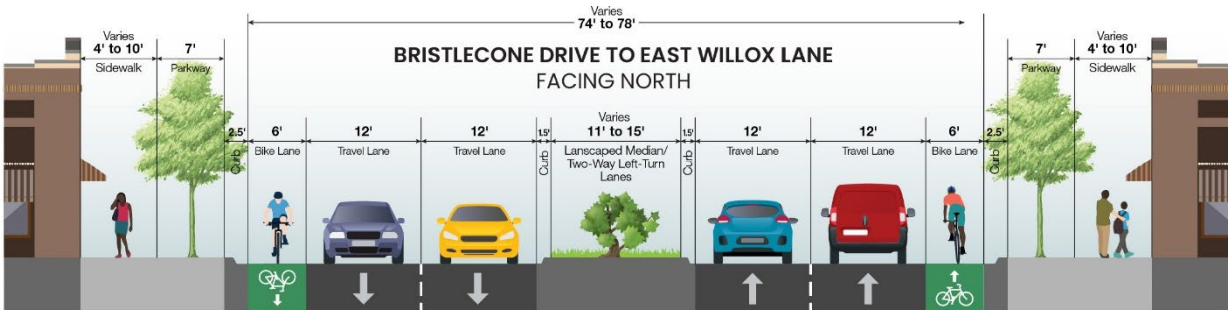 Varies
74' to 78'
BRISTLECONE DRIVE TO EAST WILLOX LANE
FACING NORTH
Varies
4' to 10'
Sidewalk
7'
Parkway
2.5'
Curb
6'
Bike Lane
12'
Travel Lane
12'
Travel Lane
1.5'
Curb
Varies
11' to 15'
Lanscaped Median/
Two-Way Left-Turn
Lanes
1.5'
Curb
12'
Travel Lane
12'
Travel Lane
6'
Bike Lane
2.5'
Curb
7'
Parkway
Varies
4' to 10'
Sidewalk